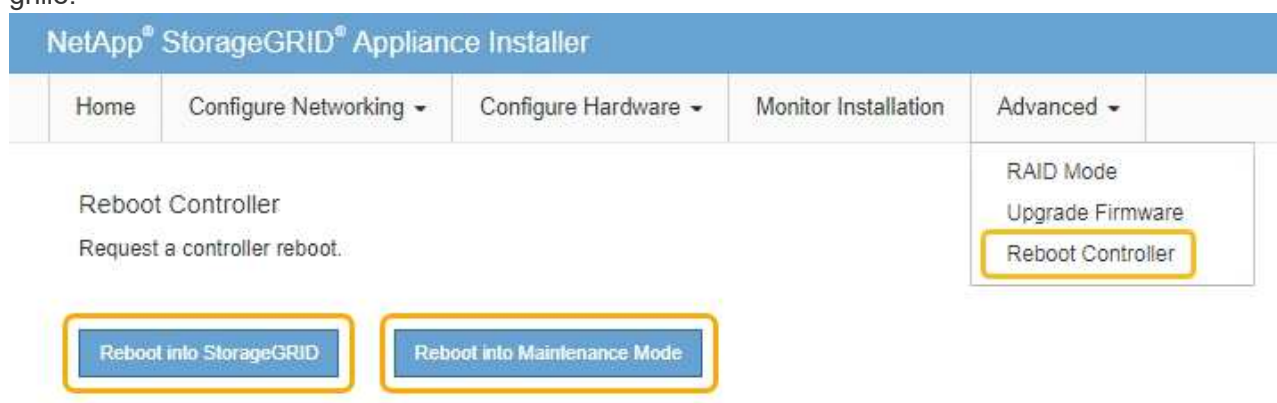 grille.
NetApp® StorageGRID® Appliance Installer
Home Configure Networking Configure Hardware Monitor Installation Advanced
RAID Mode
Upgrade Firmware
Reboot Controller
Reboot Controller
Request a controller reboot.
Reboot into StorageGRID Reboot into Maintenance Mode